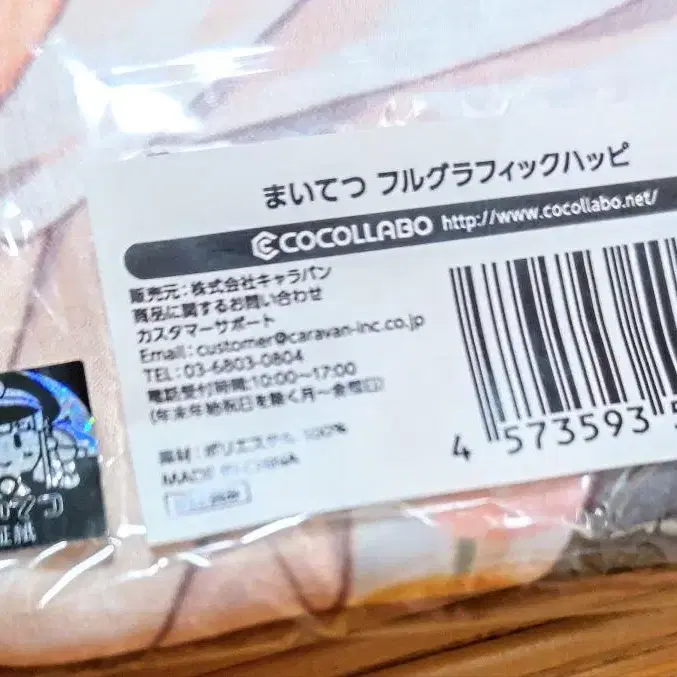 まいてつ フルグラフィックハッピ
COCOLLABO http://www.cocollabo.net/
販売元:株式会社キャラバン
商品に関するお問い合わせ
カスタマーサポート
Email:customer@caravan-inc.co.jp
TEL:03-6803-0804
電話受付時間:10:00~17:00
(年末年始祝日を除く月~金曜日)
素材:ポリエステル 100%
MADE IN CHINA
4 573593 5
証紙